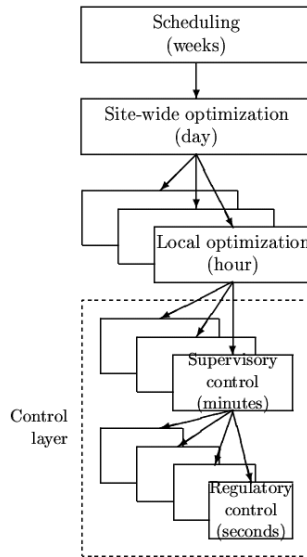 Scheduling
(weeks)
Site-wide optimization
(day)
Local optimization
(hour)
Supervisory
control
(minutes)
Control
layer
Regulatory
control
(seconds)